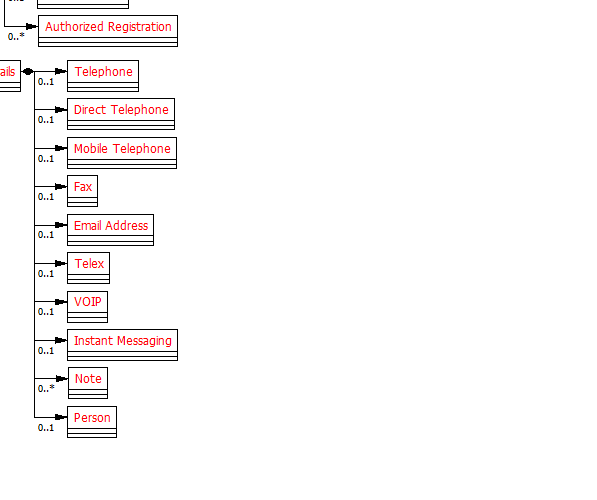 Authorized Registration
0..*
ails
Telephone
0..1
Direct Telephone
0..1
Mobile Telephone
0..1
Fax
0..1
Email Address
0..1
Telex
0..1
VOIP
0..1
Instant Messaging
0..1
Note
0..*
Person
0..1